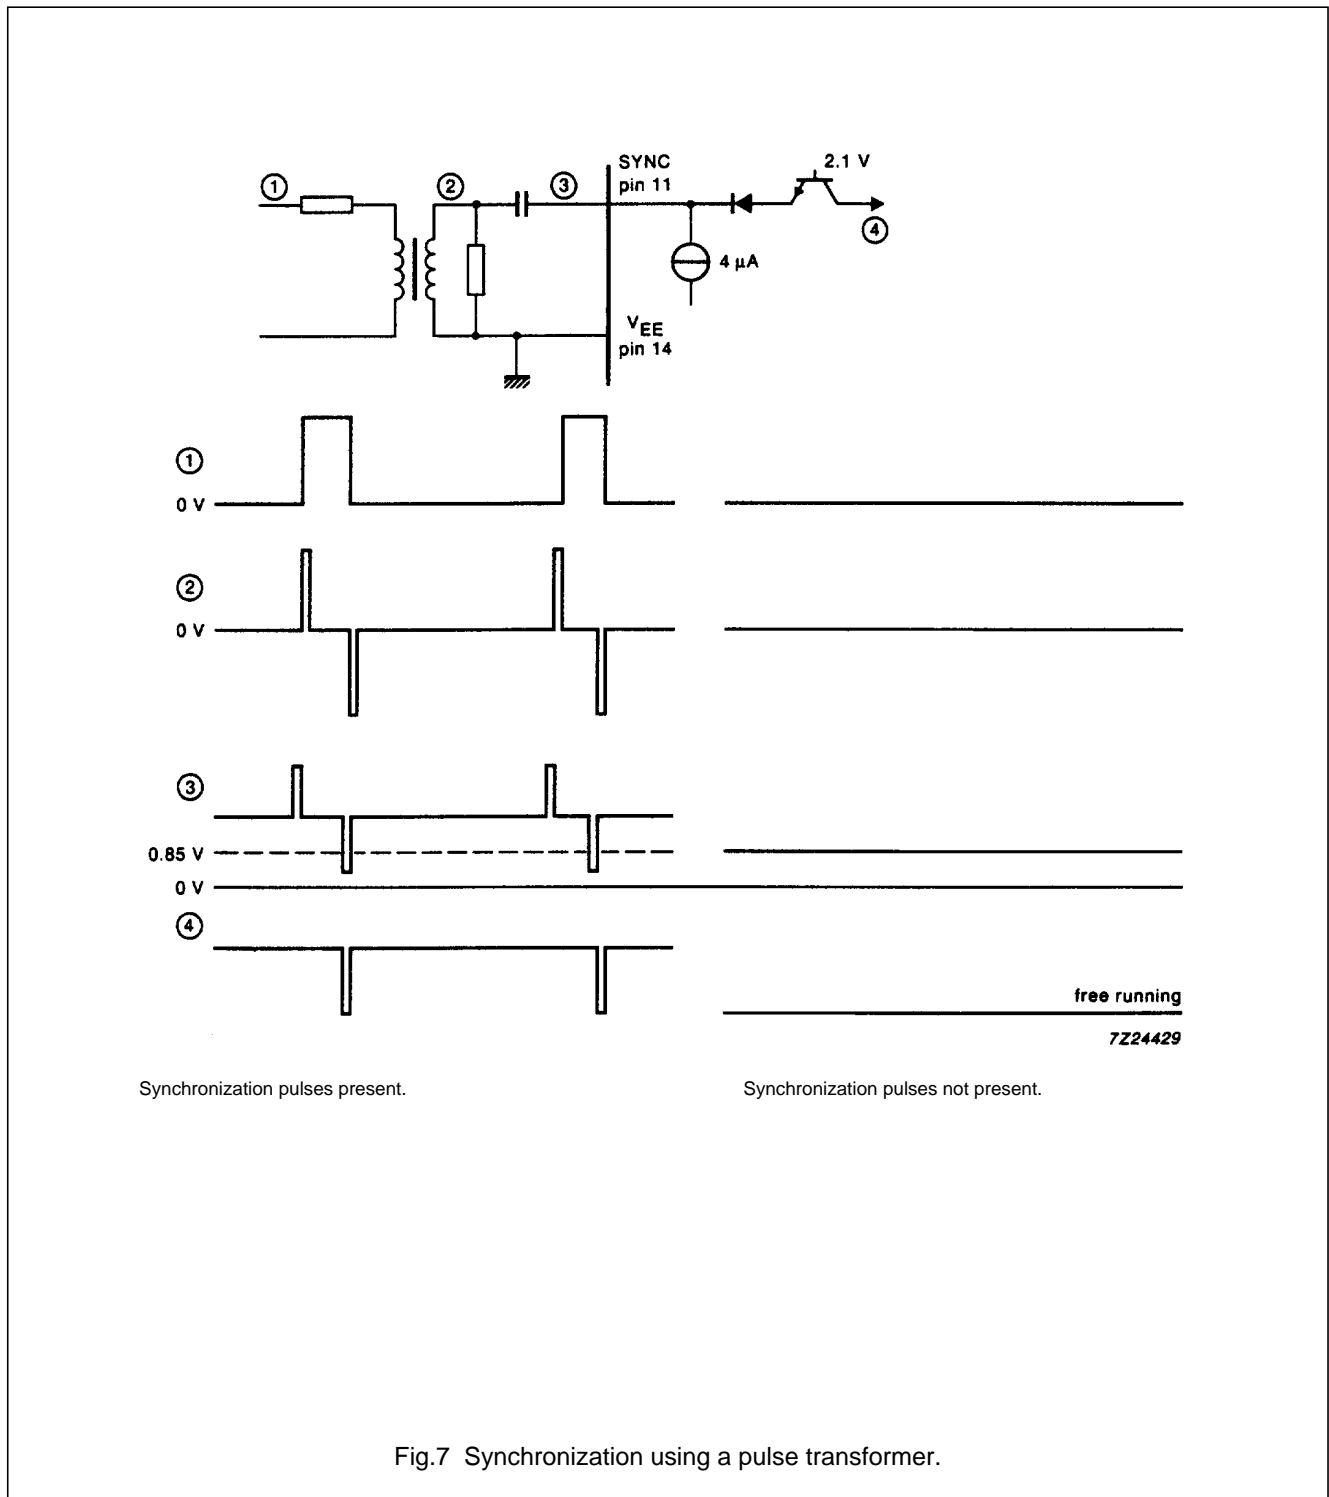 SYNC
pin 11
2.1 V
1
2
3
4
4 µA
VEE
pin 14
1
0 V
2
0 V
3
0.85 V
0 V
4
free running
7Z24429
Synchronization pulses present.
Synchronization pulses not present.
Fig.7 Synchronization using a pulse transformer.